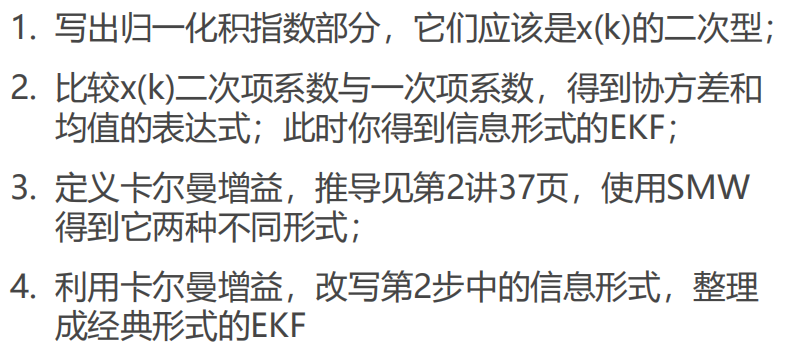 1. 写出归一化积指数部分，它们应该是x(k)的二次型；
2. 比较x(k)二次项系数与一次项系数，得到协方差和
均值的表达式；此时你得到信息形式的EKF；
3. 定义卡尔曼增益，推导见第2讲37页，使用SMW
得到它两种不同形式；
4. 利用卡尔曼增益，改写第2步中的信息形式，整理
成经典形式的EKF